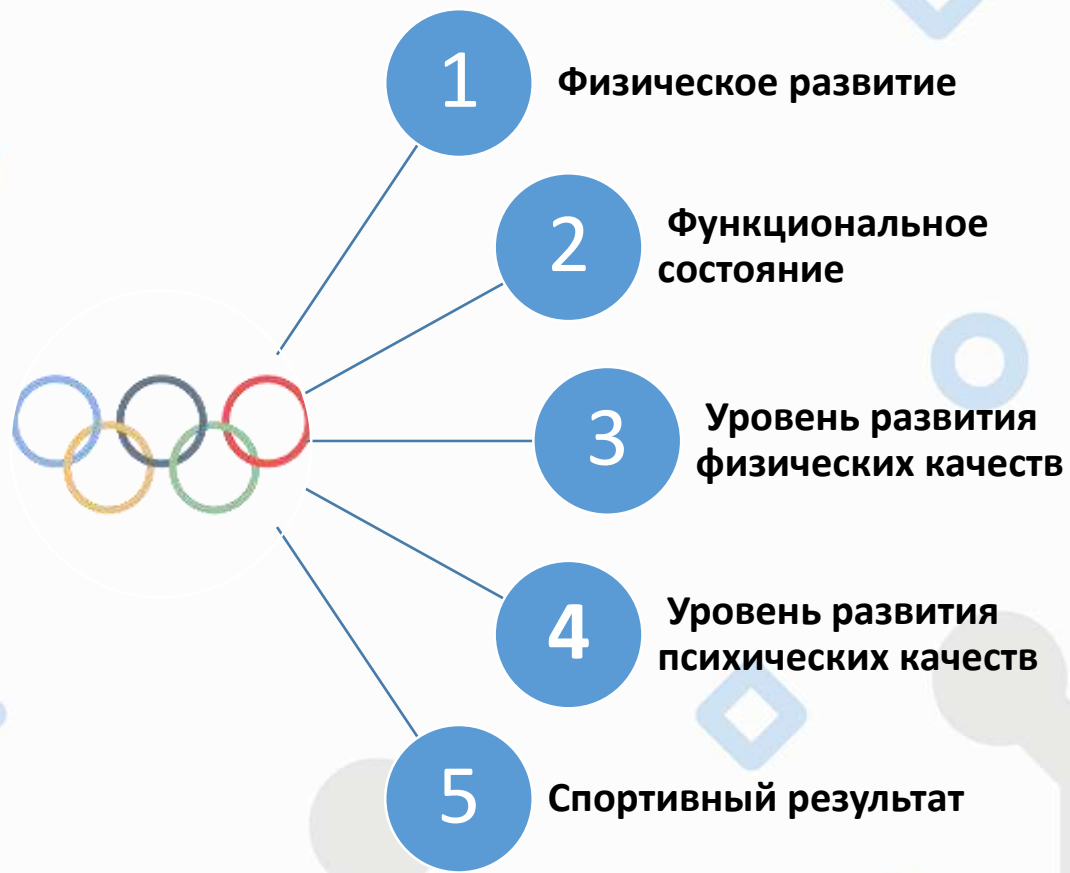 1
Физическое развитие
2
Функциональное
состояние
3
Уровень развития
физических качеств
4
Уровень развития
психических качеств
5
Спортивный результат